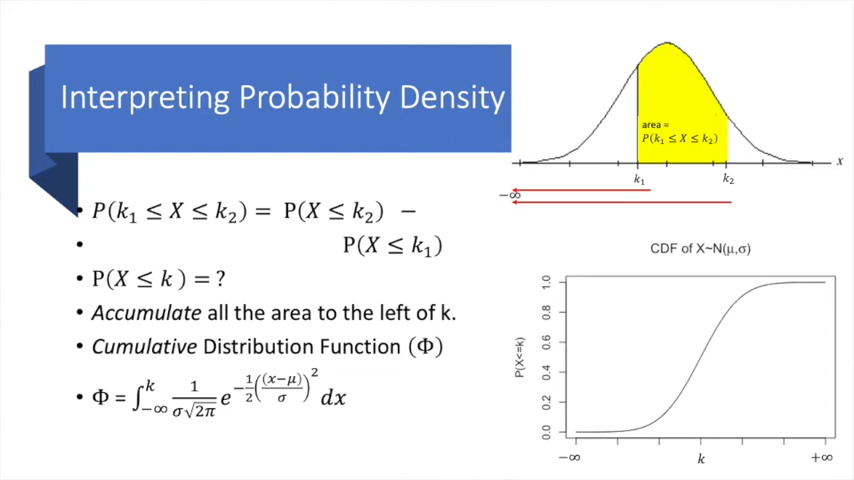 Interpreting Probability Density
• P(k₁ ≤ X ≤ k₂) = P(X ≤ k₂) −
• P(X ≤ k₁)
• P(X ≤ k ) = ?
• Accumulate all the area to the left of k.
• Cumulative Distribution Function (Φ)
• Φ = ∫₋∞ᵏ 1/(σ√2π) e^(−1/2((x−μ)/σ)²) dx
area =
P(k₁ ≤ X ≤ k₂)
x
k₁ k₂
−∞
CDF of X~N(μ,σ)
P(X<=k)
1.0
0.8
0.6
0.4
0.2
0.0
−∞ k +∞